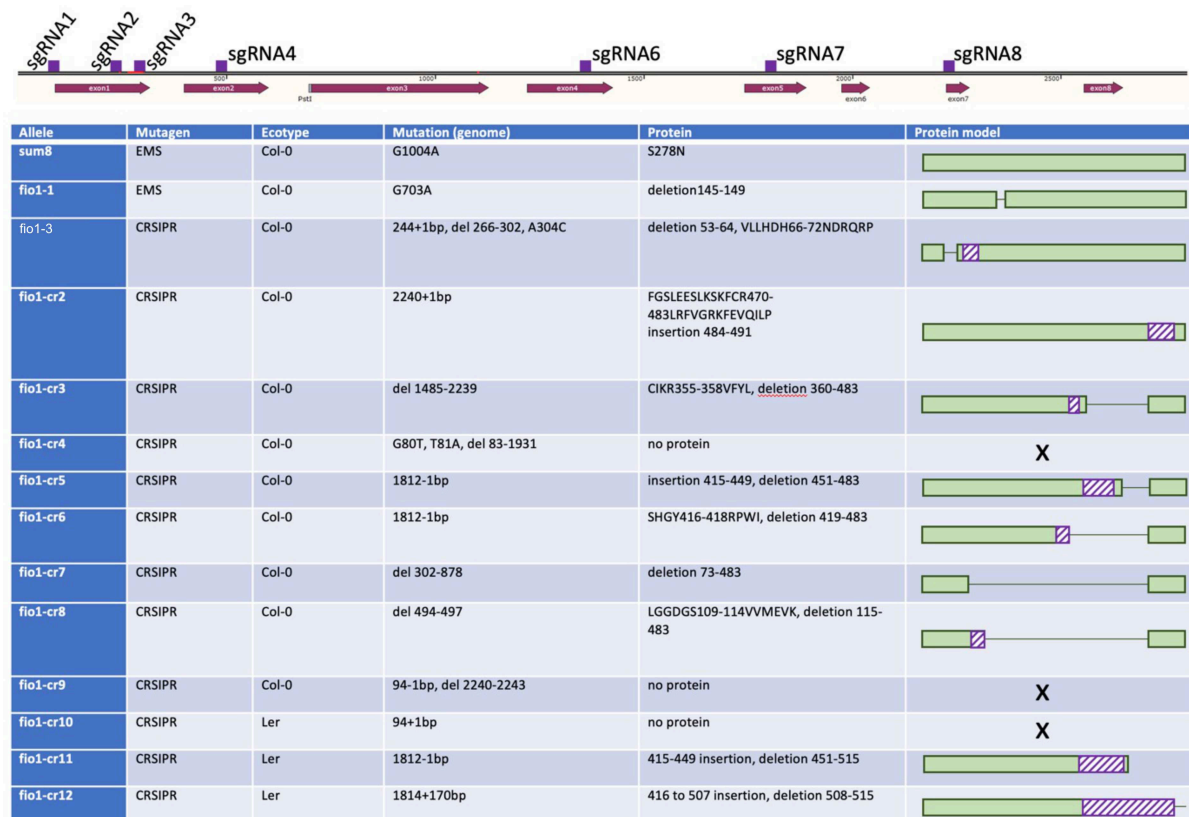 sgRNA1 sgRNA2 sgRNA3 sgRNA4 sgRNA6 sgRNA7 sgRNA8
500 1000 1500 2000 2500
exon1 exon2 exon3 exon4 exon5 exon6 exon7 exon8
PstI
Allele Mutagen Ecotype Mutation (genome) Protein Protein model
sum8 EMS Col-0 G1004A S278N
fio1-1 EMS Col-0 G703A deletion145-149
fio1-3 CRSIPR Col-0 244+1bp, del 266-302, A304C deletion 53-64, VLLHDH66-72NDRQRP
fio1-cr2 CRSIPR Col-0 2240+1bp FGSLEESLKSKFCR470-
483LRFVGRKFEVQILP
insertion 484-491
fio1-cr3 CRSIPR Col-0 del 1485-2239 CIKR355-358VFYL, deletion 360-483
fio1-cr4 CRSIPR Col-0 G80T, T81A, del 83-1931 no protein X
fio1-cr5 CRSIPR Col-0 1812-1bp insertion 415-449, deletion 451-483
fio1-cr6 CRSIPR Col-0 1812-1bp SHGY416-418RPWI, deletion 419-483
fio1-cr7 CRSIPR Col-0 del 302-878 deletion 73-483
fio1-cr8 CRSIPR Col-0 del 494-497 LGGDGS109-114VVMEVK, deletion 115-
483
fio1-cr9 CRSIPR Col-0 94-1bp, del 2240-2243 no protein X
fio1-cr10 CRSIPR Ler 94+1bp no protein X
fio1-cr11 CRSIPR Ler 1812-1bp 415-449 insertion, deletion 451-515
fio1-cr12 CRSIPR Ler 1814+170bp 416 to 507 insertion, deletion 508-515